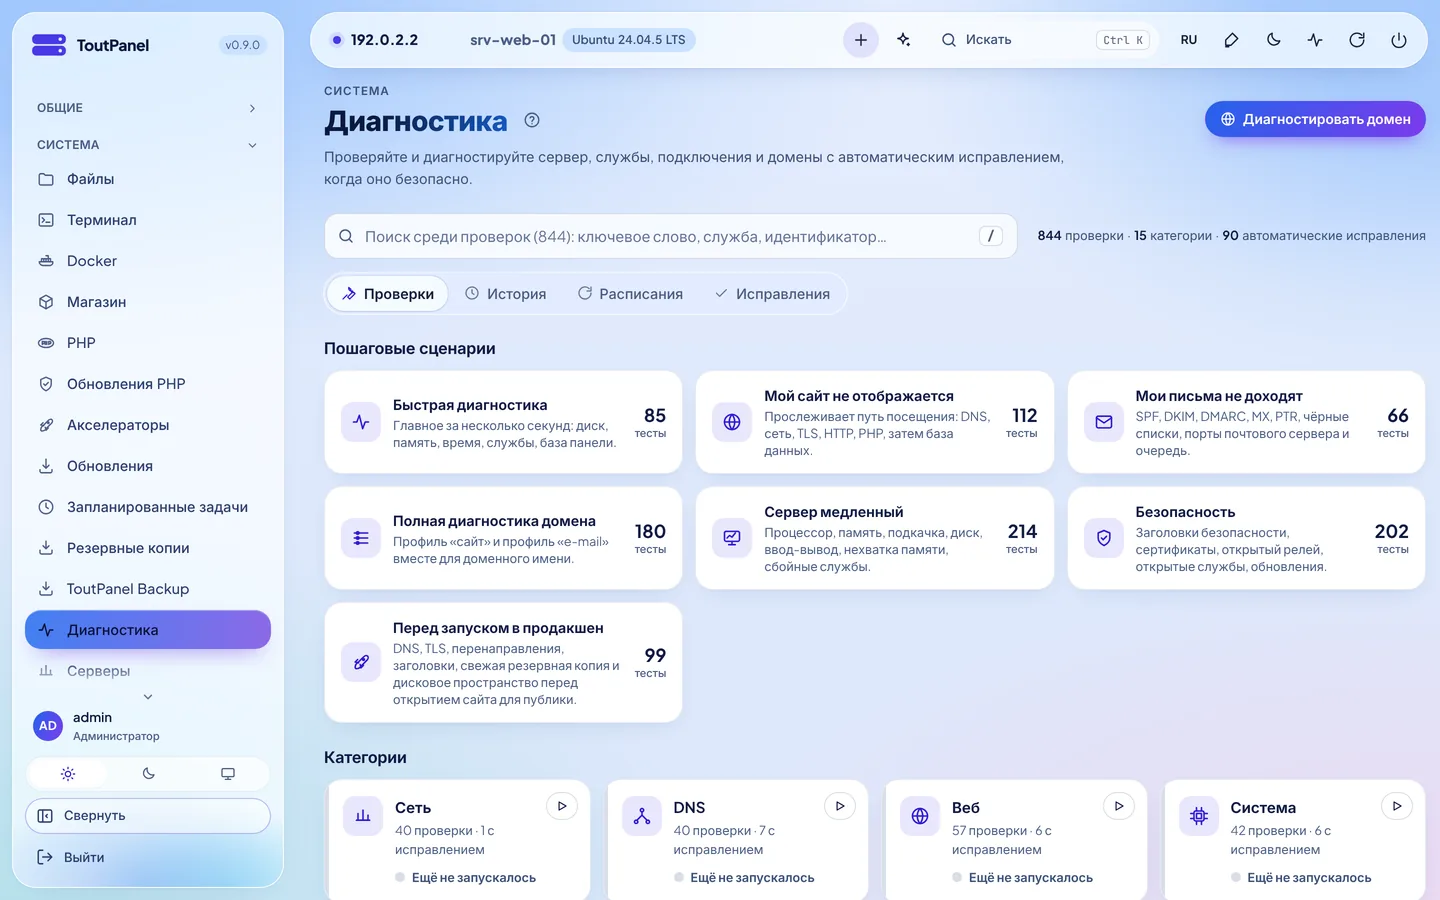 ToutPanel
v0.9.0
ОБЩИЕ
СИСТЕМА
Файлы
Терминал
Docker
Магазин
PHP
Обновления PHP
Акселераторы
Обновления
Запланированные задачи
Резервные копии
ToutPanel Backup
Диагностика
Серверы
AD
admin
Администратор
Свернуть
Выйти
192.0.2.2
srv-web-01
Ubuntu 24.04.5 LTS
Искать
Ctrl K
RU
СИСТЕМА
Диагностика
Проверяйте и диагностируйте сервер, службы, подключения и домены с автоматическим исправлением,
когда оно безопасно.
Диагностировать домен
Поиск среди проверок (844): ключевое слово, служба, идентификатор...
/
844 проверки · 15 категории · 90 автоматические исправления
Проверки
История
Расписания
Исправления
Пошаговые сценарии
Быстрая диагностика
Главное за несколько секунд: диск,
память, время, службы, база панели.
85
тесты
Мой сайт не отображается
Прослеживает путь посещения: DNS,
сеть, TLS, HTTP, PHP, затем база
данных.
112
тесты
Мои письма не доходят
SPF, DKIM, DMARC, MX, PTR, чёрные
списки, порты почтового сервера и
очередь.
66
тесты
Полная диагностика домена
Профиль «сайт» и профиль «e-mail»
вместе для доменного имени.
180
тесты
Сервер медленный
Процессор, память, подкачка, диск,
ввод-вывод, нехватка памяти,
сбойные службы.
214
тесты
Безопасность
Заголовки безопасности,
сертификаты, открытый релей,
открытые службы, обновления.
202
тесты
Перед запуском в продакшен
DNS, TLS, перенаправления,
заголовки, свежая резервная копия и
дисковое пространство перед
открытием сайта для публики.
99
тесты
Категории
Сеть
40 проверки · 1 с
исправлением
Ещё не запускалось
DNS
40 проверки · 7 с
исправлением
Ещё не запускалось
Веб
57 проверки · 6 с
исправлением
Ещё не запускалось
Система
42 проверки · 6 с
исправлением
Ещё не запускалось